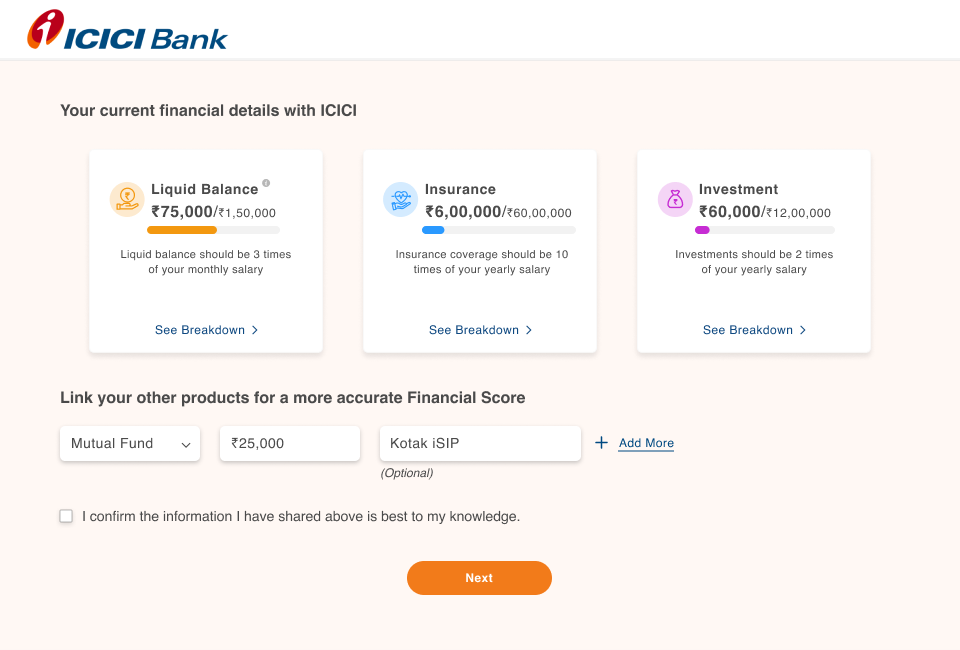 ICICI Bank
Your current financial details with ICICI
Liquid Balance
₹75,000/₹1,50,000
Liquid balance should be 3 times
of your monthly salary
See Breakdown
Insurance
₹6,00,000/₹60,00,000
Insurance coverage should be 10
times of your yearly salary
See Breakdown
Investment
₹60,000/₹12,00,000
Investments should be 2 times
of your yearly salary
See Breakdown
Link your other products for a more accurate Financial Score
Mutual Fund
₹25,000
Kotak iSIP
+ Add More
(Optional)
I confirm the information I have shared above is best to my knowledge.
Next